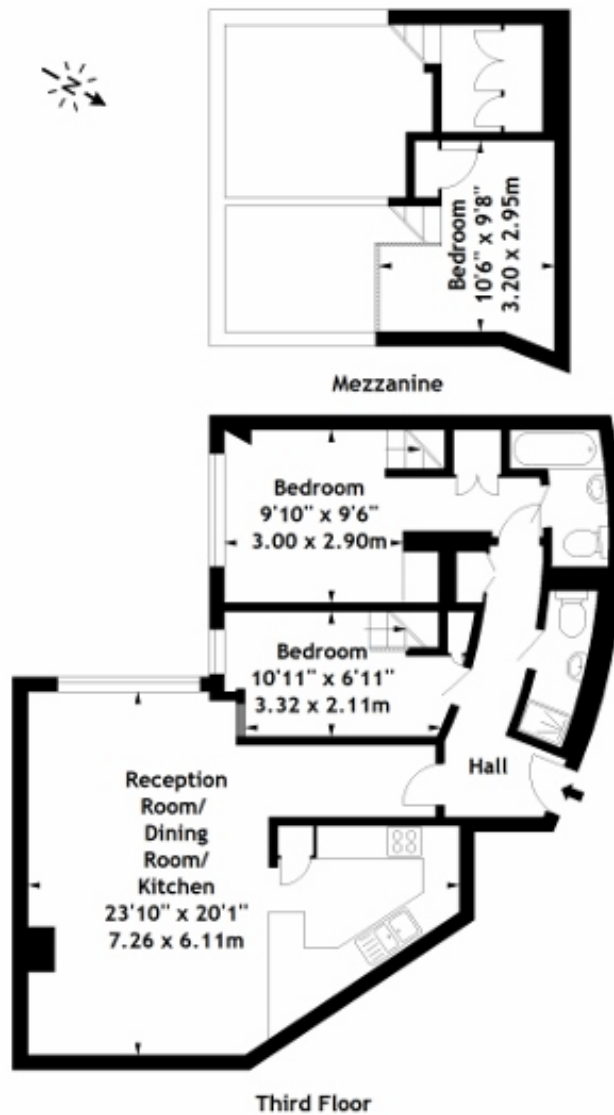 N
Bedroom
10'6" x 9'8"
3.20 x 2.95m
Mezzanine
Bedroom
9'10" x 9'6"
3.00 x 2.90m
Bedroom
10'11" x 6'11"
3.32 x 2.11m
Hall
Reception
Room/
Dining
Room/
Kitchen
23'10" x 20'1"
7.26 x 6.11m
Third Floor